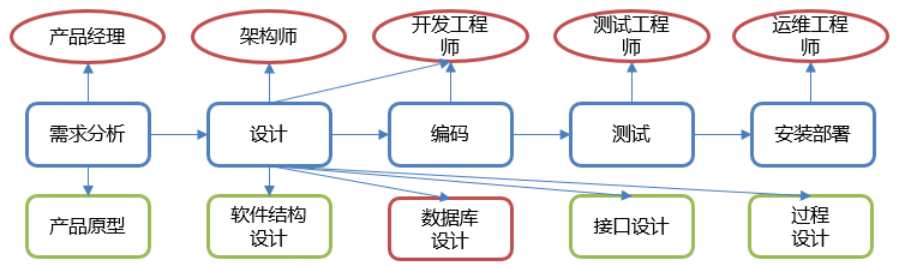 产品经理
架构师
开发工程
师
测试工程
师
运维工程
师
需求分析
设计
编码
测试
安装部署
产品原型
软件结构
设计
数据库
设计
接口设计
过程
设计